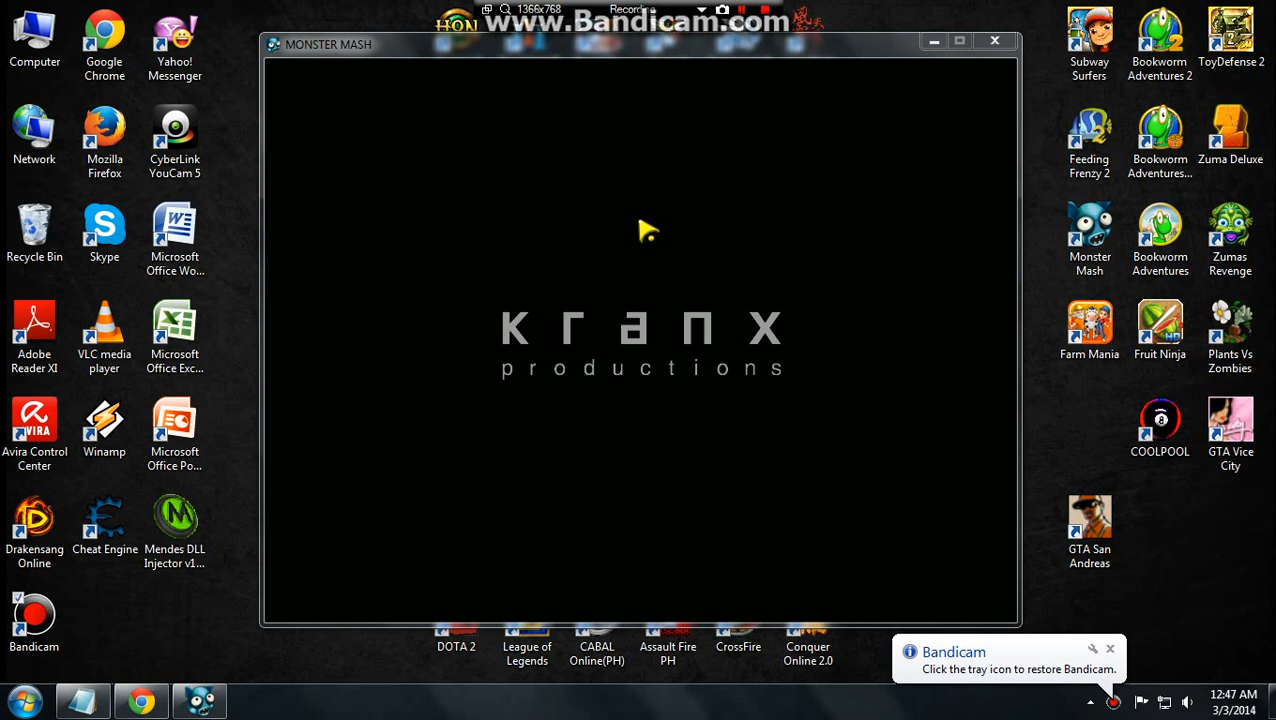 1366x768
Recording
www.Bandicam.com
HON
MONSTER MASH
Computer
Google
Chrome
Yahoo!
Messenger
Network
Mozilla
Firefox
CyberLink
YouCam 5
Recycle Bin
Skype
Microsoft
Office Wo...
Adobe
Reader XI
VLC media
player
Microsoft
Office Exc...
Avira Control
Center
Winamp
Microsoft
Office Po...
Drakensang
Online
Cheat Engine
Mendes DLL
Injector v1...
Bandicam
kranx
productions
Subway
Surfers
Bookworm
Adventures 2
ToyDefense 2
Feeding
Frenzy 2
Bookworm
Adventures...
Zuma Deluxe
Monster
Mash
Bookworm
Adventures
Zumas
Revenge
Farm Mania
Fruit Ninja
Plants Vs
Zombies
COOLPOOL
GTA Vice
City
GTA San
Andreas
DOTA 2
League of
Legends
CABAL
Online(PH)
Assault Fire
PH
CrossFire
Conquer
Online 2.0
Bandicam
Click the tray icon to restore Bandicam.
12:47 AM
3/3/2014